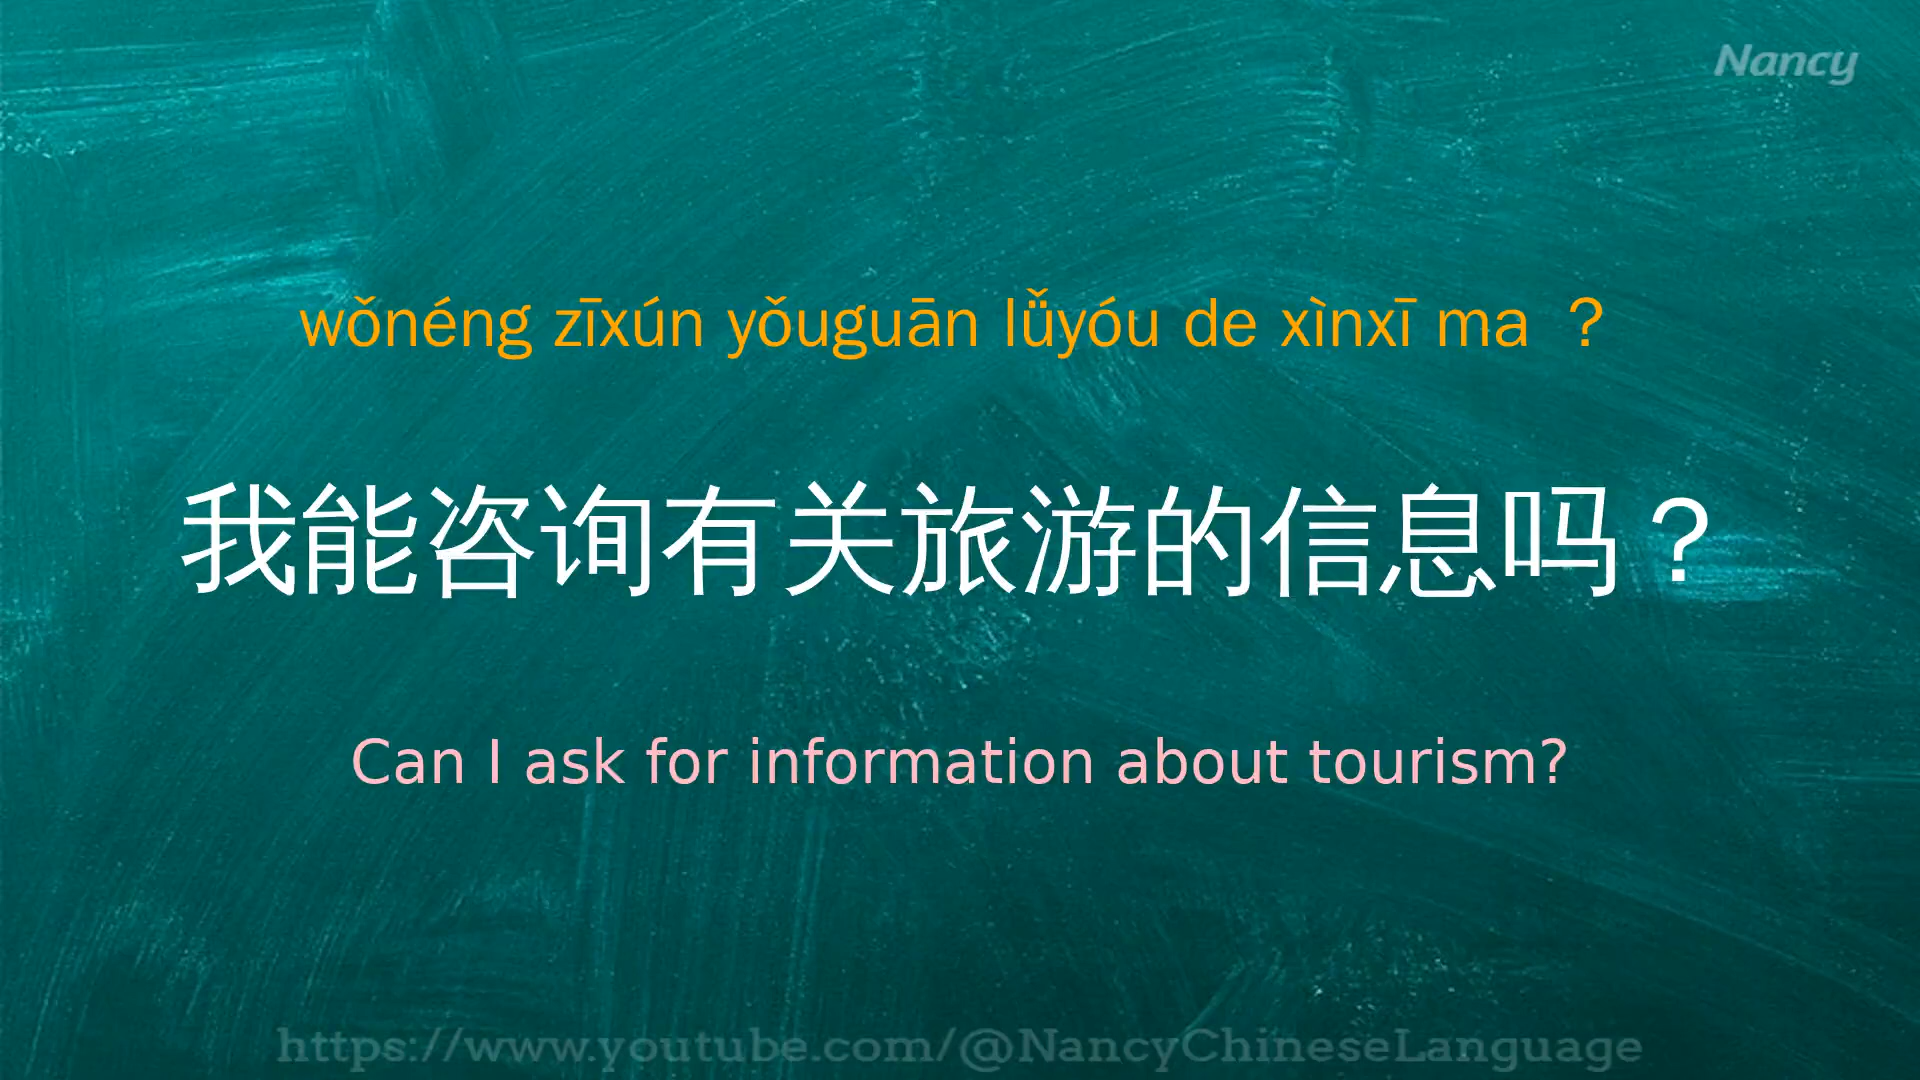 Nancy
wǒnéng zīxún yǒuguān lǚyóu de xìnxī ma ？
我能咨询有关旅游的信息吗？
Can I ask for information about tourism?
https://www.youtube.com/@NancyChineseLanguage